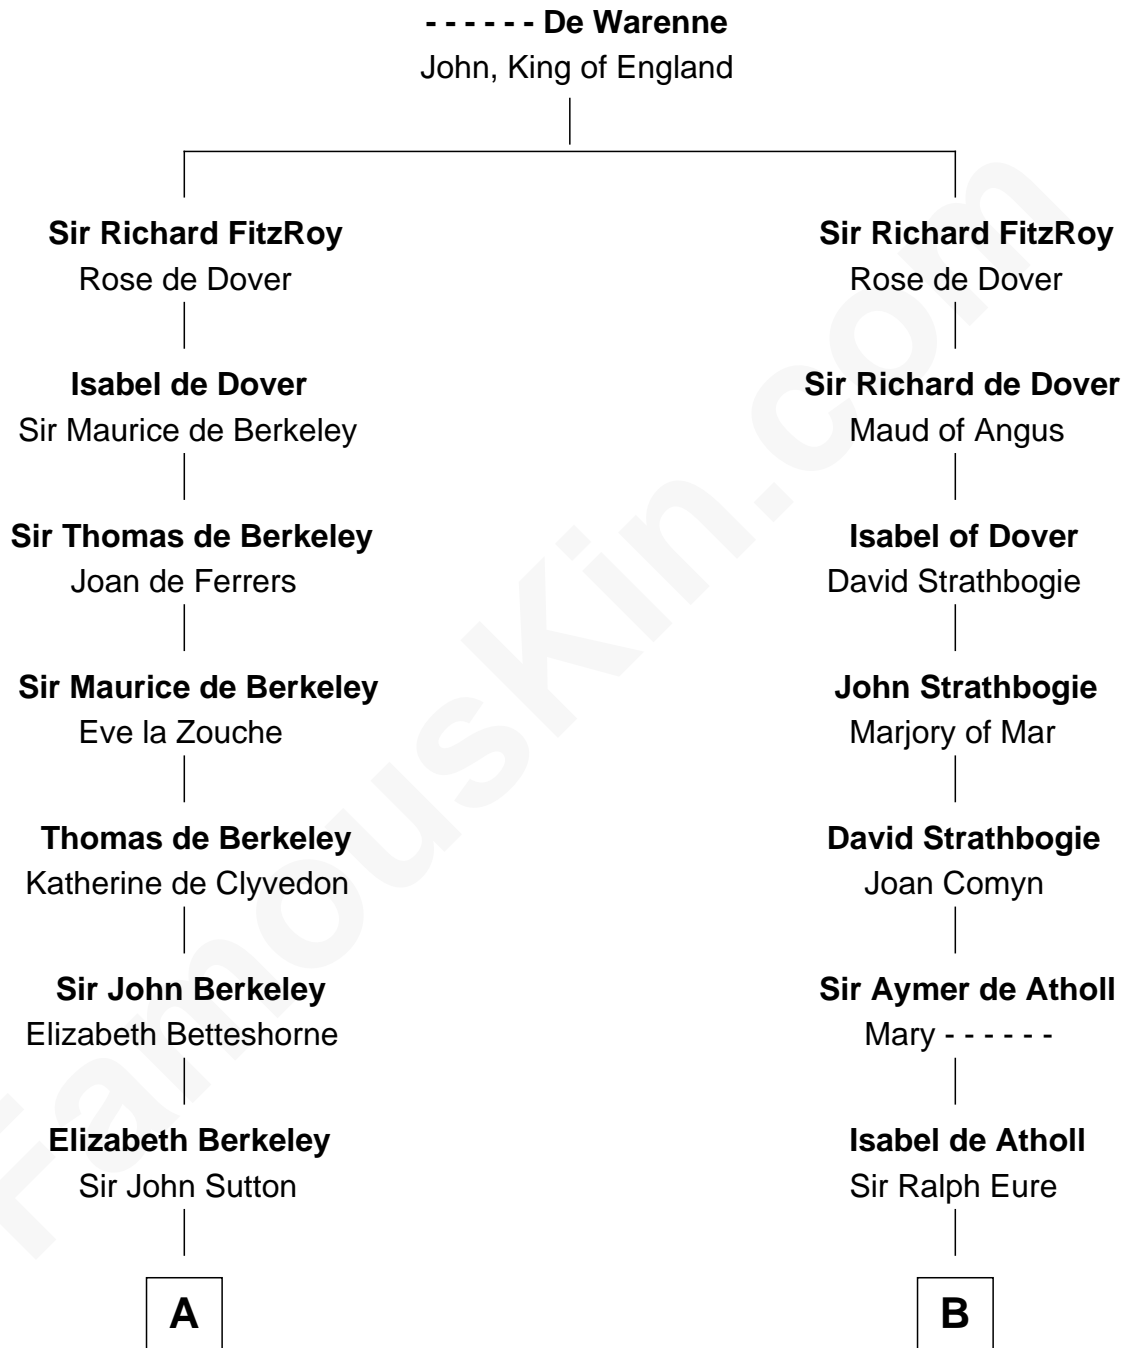 - - - - - - De Warenne
John, King of England
Sir Richard FitzRoy
Rose de Dover
Isabel de Dover
Sir Maurice de Berkeley
Sir Thomas de Berkeley
Joan de Ferrers
Sir Maurice de Berkeley
Eve la Zouche
Thomas de Berkeley
Katherine de Clyvedon
Sir John Berkeley
Elizabeth Betteshorne
Elizabeth Berkeley
Sir John Sutton
A
Sir Richard FitzRoy
Rose de Dover
Sir Richard de Dover
Maud of Angus
Isabel of Dover
David Strathbogie
John Strathbogie
Marjory of Mar
David Strathbogie
Joan Comyn
Sir Aymer de Atholl
Mary - - - - - -
Isabel de Atholl
Sir Ralph Eure
B
FamousKin.com